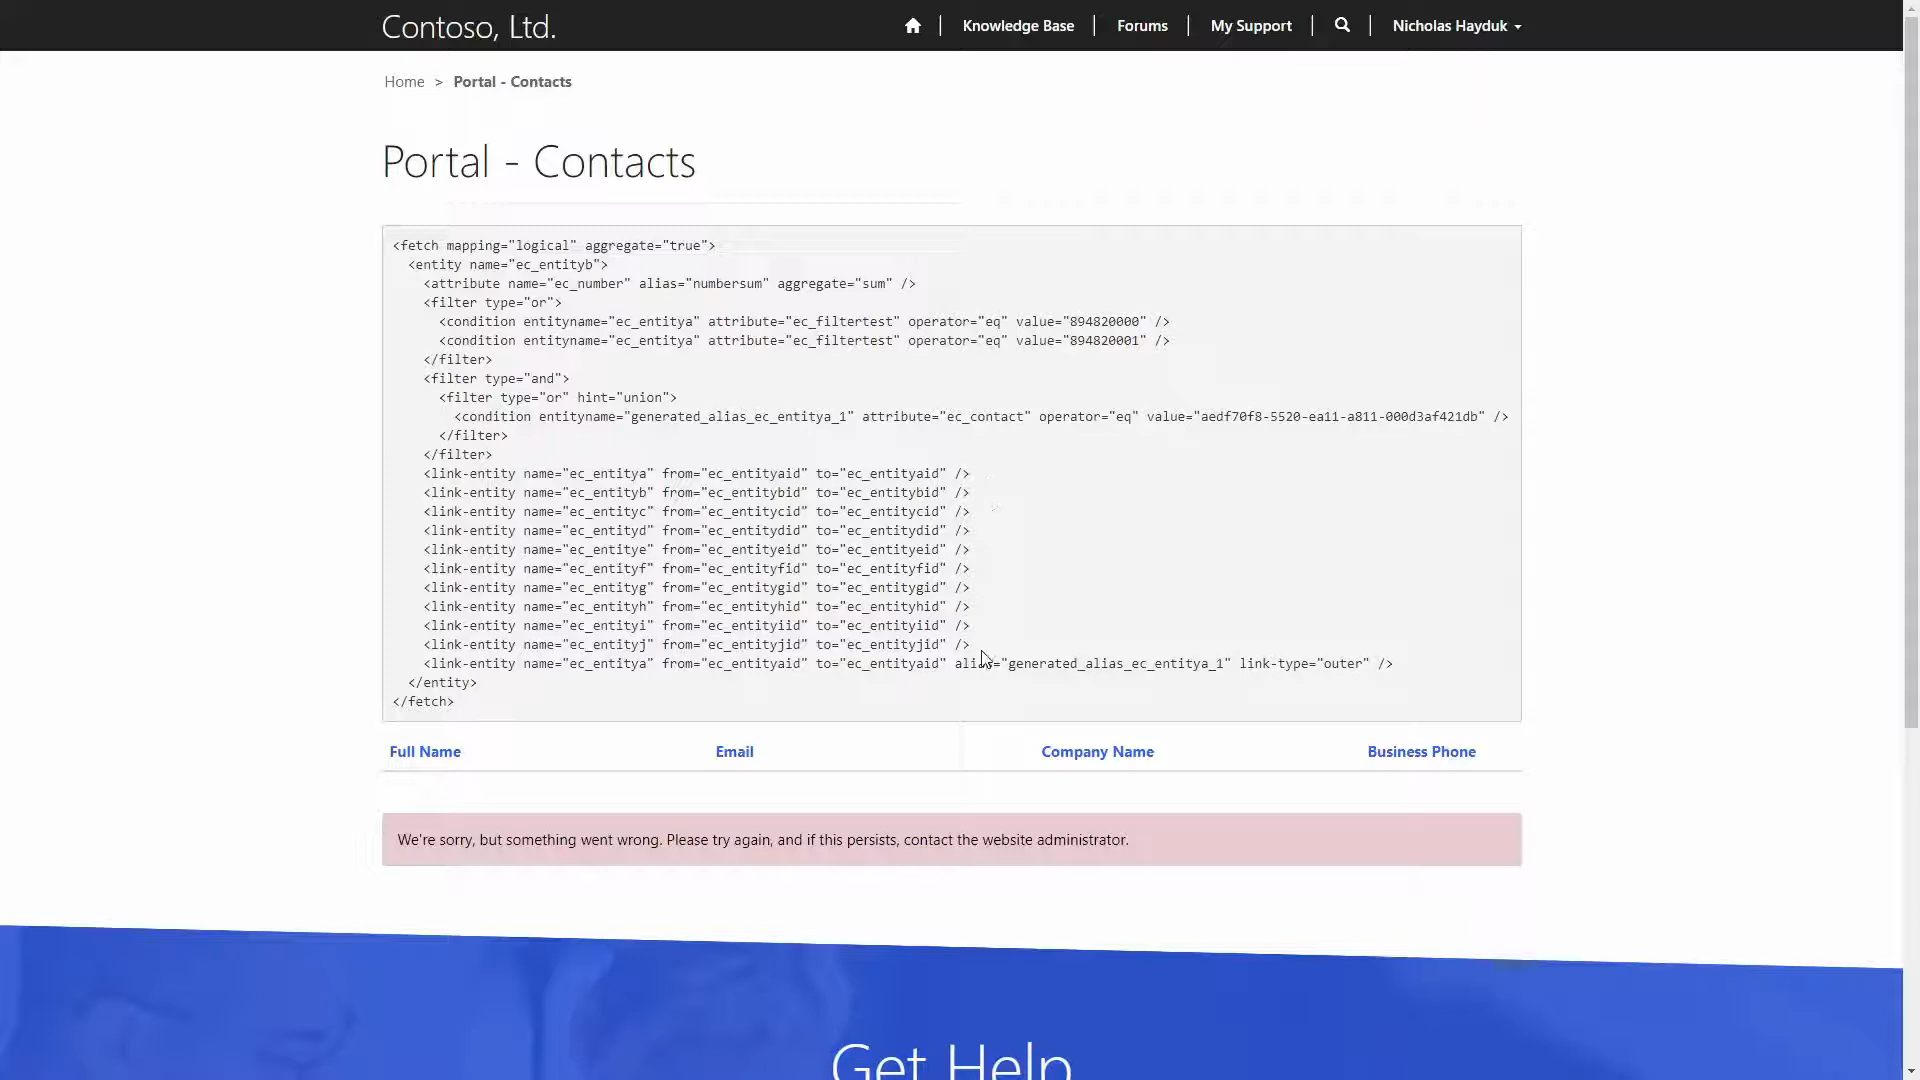 Contoso, Ltd.
Knowledge Base
Forums
My Support
Nicholas Hayduk
Home > Portal - Contacts
Portal - Contacts
<fetch mapping="logical" aggregate="true">
<entity name="ec_entityb">
<attribute name="ec_number" alias="numbersum" aggregate="sum" />
<filter type="or">
<condition entityname="ec_entitya" attribute="ec_filtertest" operator="eq" value="894820000" />
<condition entityname="ec_entitya" attribute="ec_filtertest" operator="eq" value="894820001" />
</filter>
<filter type="and">
<filter type="or" hint="union">
<condition entityname="generated_alias_ec_entitya_1" attribute="ec_contact" operator="eq" value="aedf70f8-5520-ea11-a811-000d3af421db" />
</filter>
</filter>
<link-entity name="ec_entitya" from="ec_entityaid" to="ec_entityaid" />
<link-entity name="ec_entityb" from="ec_entitybid" to="ec_entitybid" />
<link-entity name="ec_entityc" from="ec_entitycid" to="ec_entitycid" />
<link-entity name="ec_entityd" from="ec_entitydid" to="ec_entitydid" />
<link-entity name="ec_entitye" from="ec_entityeid" to="ec_entityeid" />
<link-entity name="ec_entityf" from="ec_entityfid" to="ec_entityfid" />
<link-entity name="ec_entityg" from="ec_entitygid" to="ec_entitygid" />
<link-entity name="ec_entityh" from="ec_entityhid" to="ec_entityhid" />
<link-entity name="ec_entityi" from="ec_entityiid" to="ec_entityiid" />
<link-entity name="ec_entityj" from="ec_entityjid" to="ec_entityjid" />
<link-entity name="ec_entitya" from="ec_entityaid" to="ec_entityaid" alias="generated_alias_ec_entitya_1" link-type="outer" />
</entity>
</fetch>
Full Name
Email
Company Name
Business Phone
We're sorry, but something went wrong. Please try again, and if this persists, contact the website administrator.
Get Help